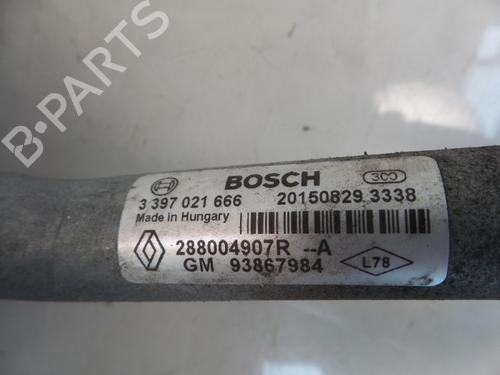 B-PARTS
BOSCH 300
3 397 021 666 20150829 3338
Made in Hungary
288004907R --A
GM 93867984 L78